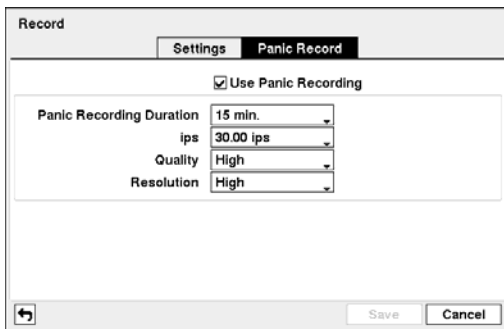 Record
Settings Panic Record
Use Panic Recording
Panic Recording Duration 15 min.
ips 30.00 ips
Quality High
Resolution High
Save Cancel